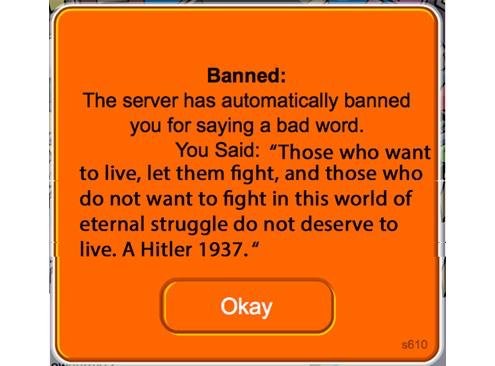 Banned:
The server has automatically banned
you for saying a bad word.
You Said: "Those who want
to live, let them fight, and those who
do not want to fight in this world of
eternal struggle do not deserve to
live. A Hitler 1937."
Okay
s610